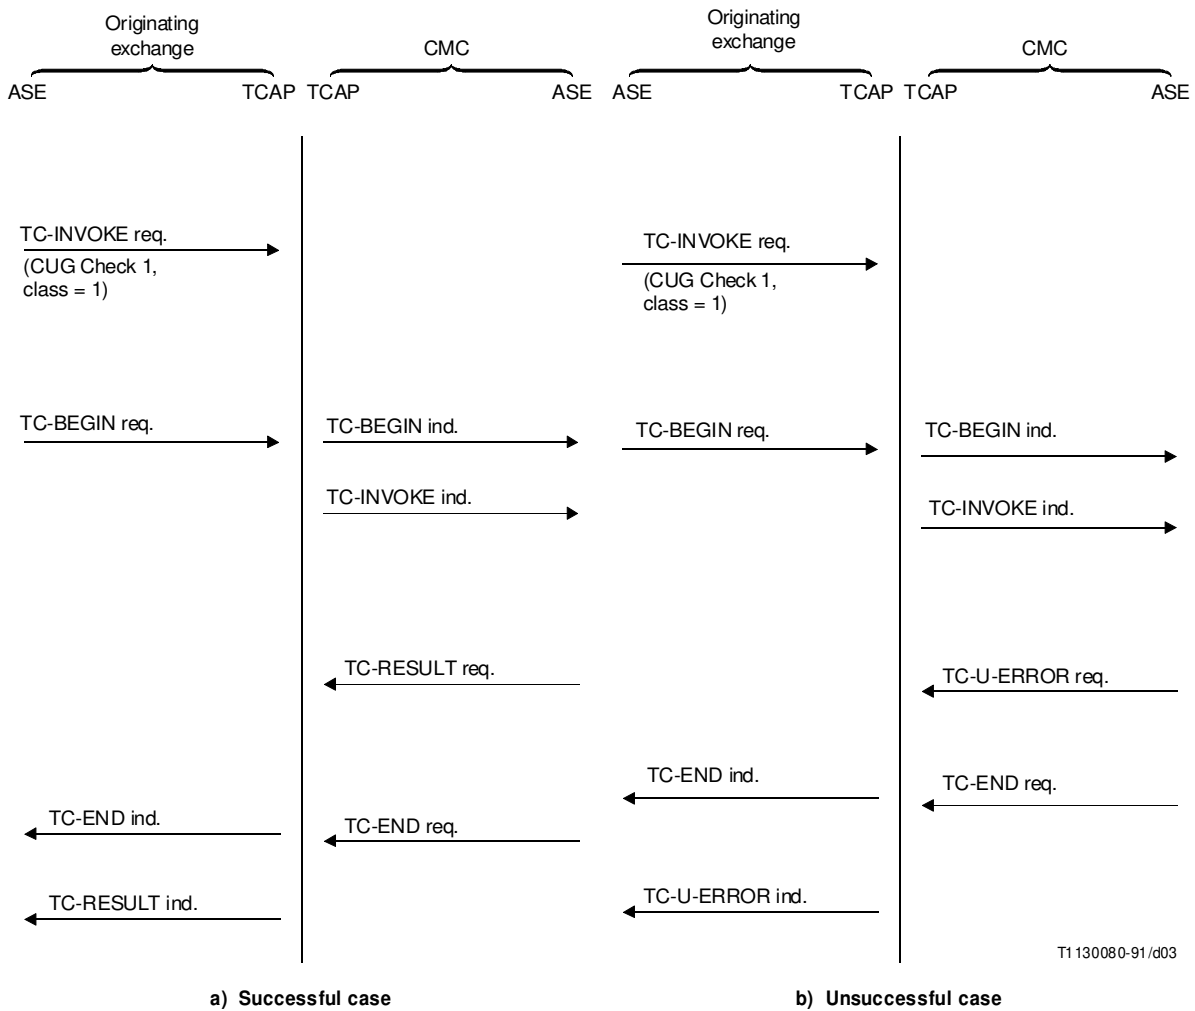 Originating
exchange
CMC
Originating
exchange
CMC
ASE TCAP TCAP ASE ASE TCAP TCAP ASE
TC-INVOKE req.
(CUG Check 1,
class = 1)
TC-INVOKE req.
(CUG Check 1,
class = 1)
TC-BEGIN req.
TC-BEGIN ind.
TC-BEGIN req.
TC-BEGIN ind.
TC-INVOKE ind.
TC-INVOKE ind.
TC-RESULT req.
TC-U-ERROR req.
TC-END ind.
TC-END req.
TC-END ind.
TC-END req.
TC-RESULT ind.
TC-U-ERROR ind.
T1130080-91/d03
a) Successful case
b) Unsuccessful case